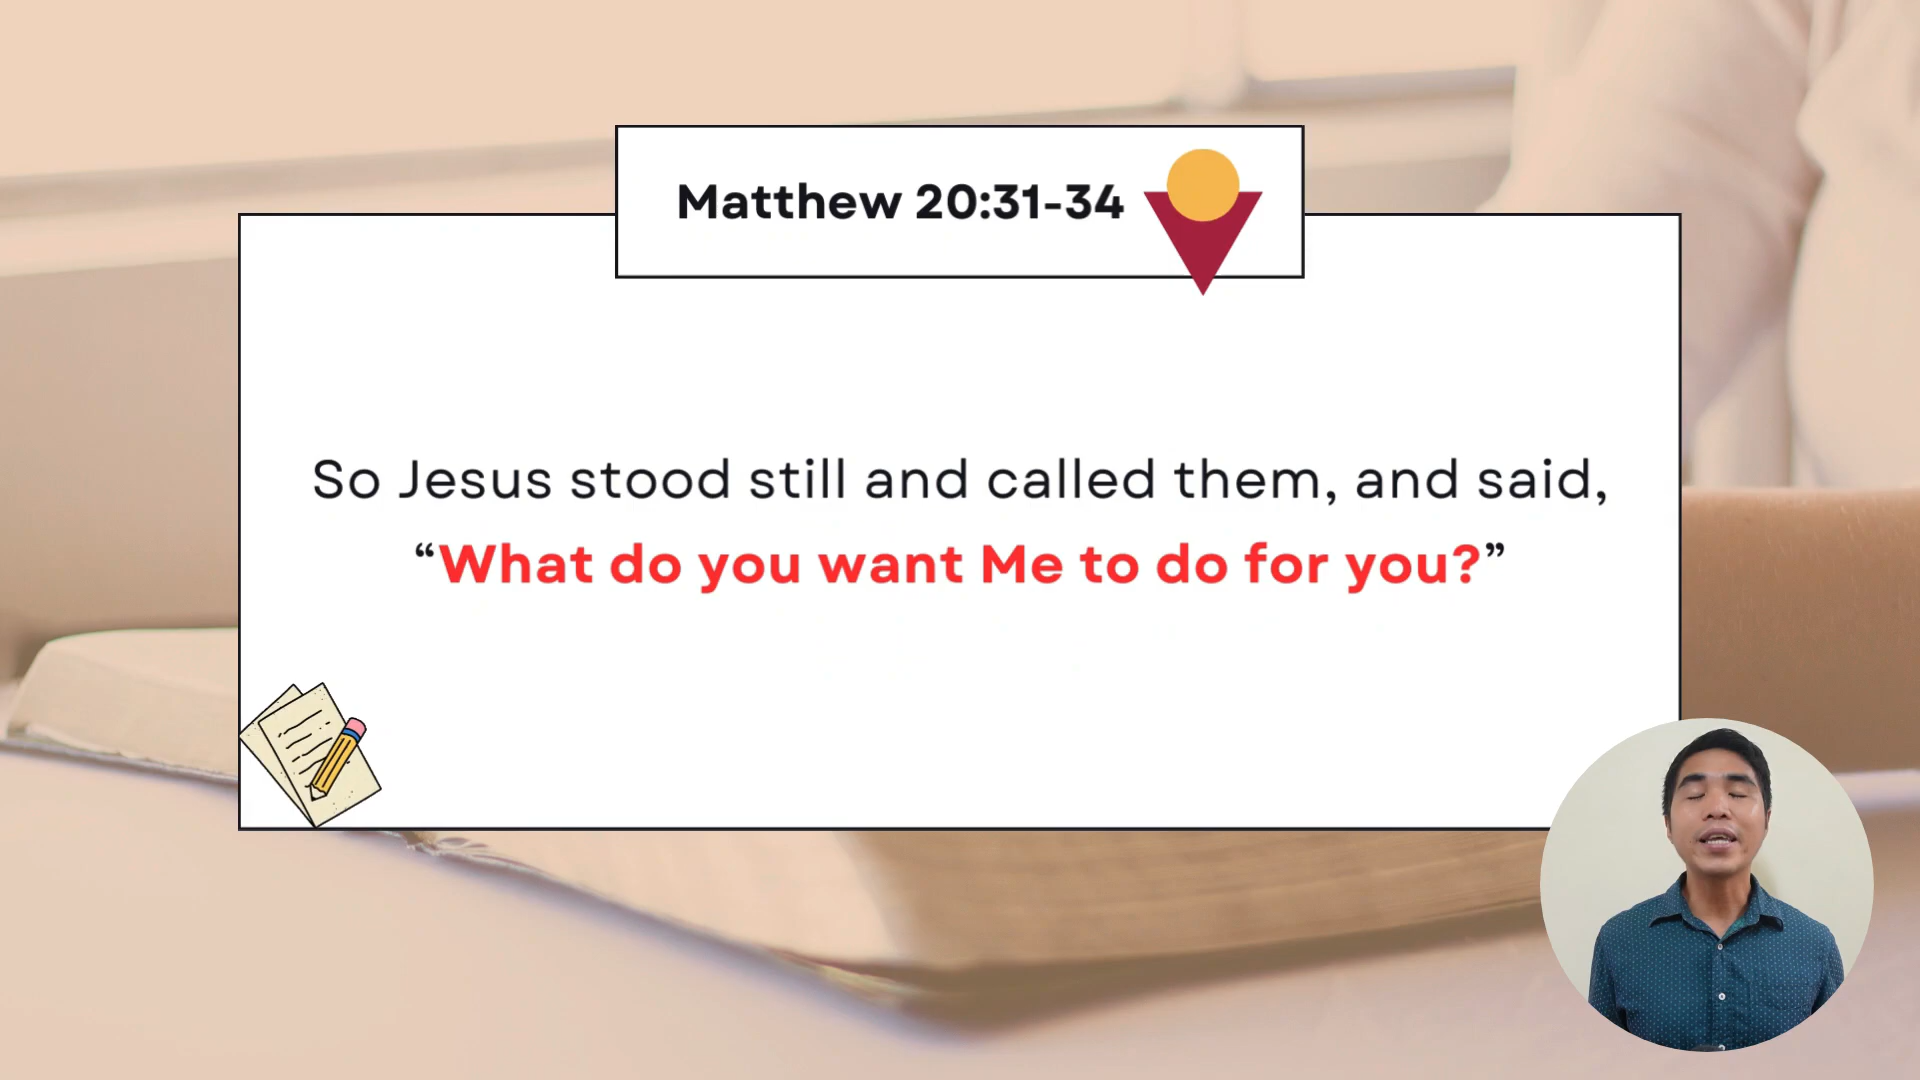 Matthew 20:31-34
So Jesus stood still and called them, and said,
“What do you want Me to do for you?”